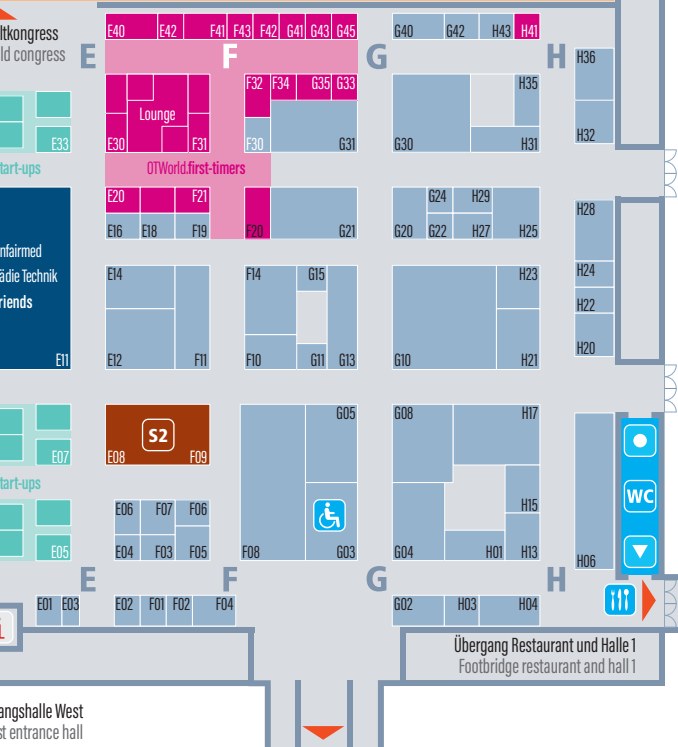 E40 E42 F41 F43 F42 G41 G43 G45 G40 G42 H43 H41
ltkongress
ld congress
E F G H
H36
F32 F34 G35 G33 H35
Lounge
E33 E30 F31 F30 G31 G30 H31 H32
tart-ups
OTWorld.first-timers
E20 F21 G24 H29 H28
E16 E18 F19 F20 G21 G20 G22 H27 H25
nfairmed
ädie Technik
riends
E14 F14 G15 H23 H24
H22
H20
E11 E12 F11 F10 G11 G13 G10 H21
G05 G08 H17
S2
E07 E08 F09
tart-ups
WC
H15
E06 F07 F06
E05 E04 F03 F05 F08 G03 G04 H01 H13 H06
E F G H
E01 E03 E02 F01 F02 F04 G02 H03 H04
i
Übergang Restaurant und Halle 1
Footbridge restaurant and hall 1
angshalle West
st entrance hall